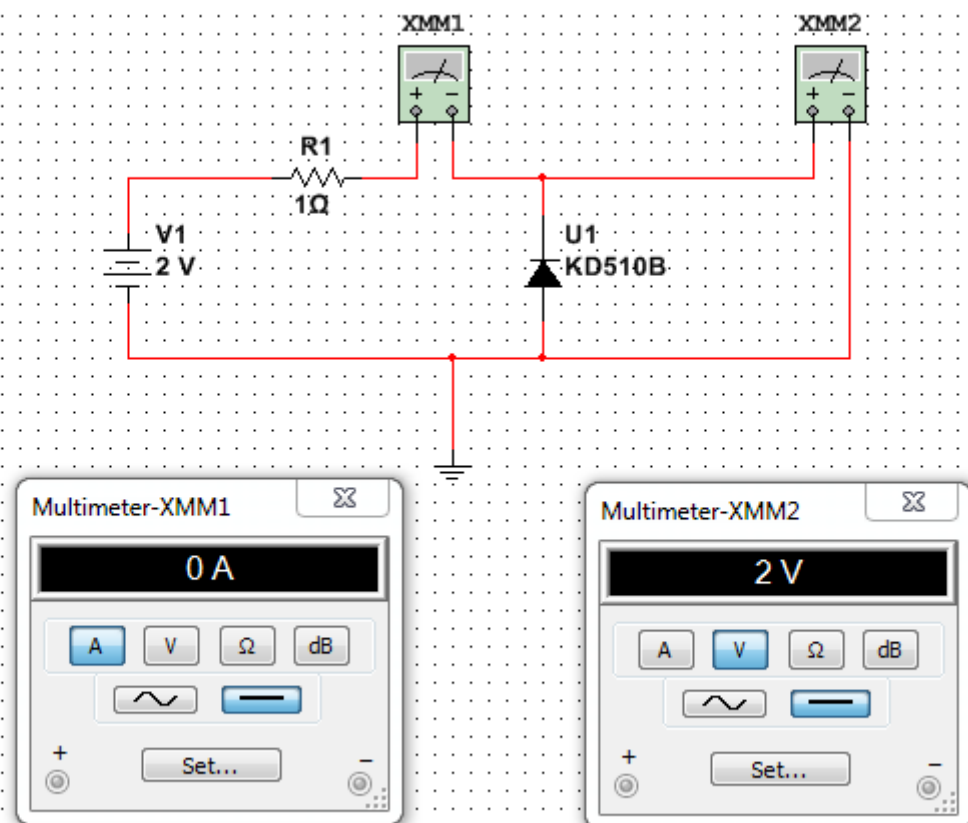 XMM1
XMM2
+ −
+ −
R1
1Ω
V1
2 V
U1
KD510B
Multimeter-XMM1
0 A
A V Ω dB
+ −
Set...
Multimeter-XMM2
2 V
A V Ω dB
+ −
Set...